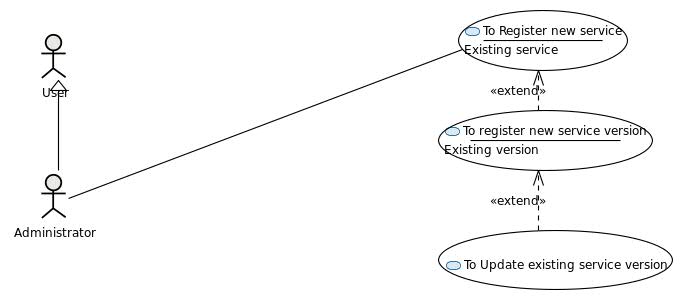 To Register new service
Existing service
User
«extend»
To register new service version
Existing version
«extend»
Administrator
To Update existing service version